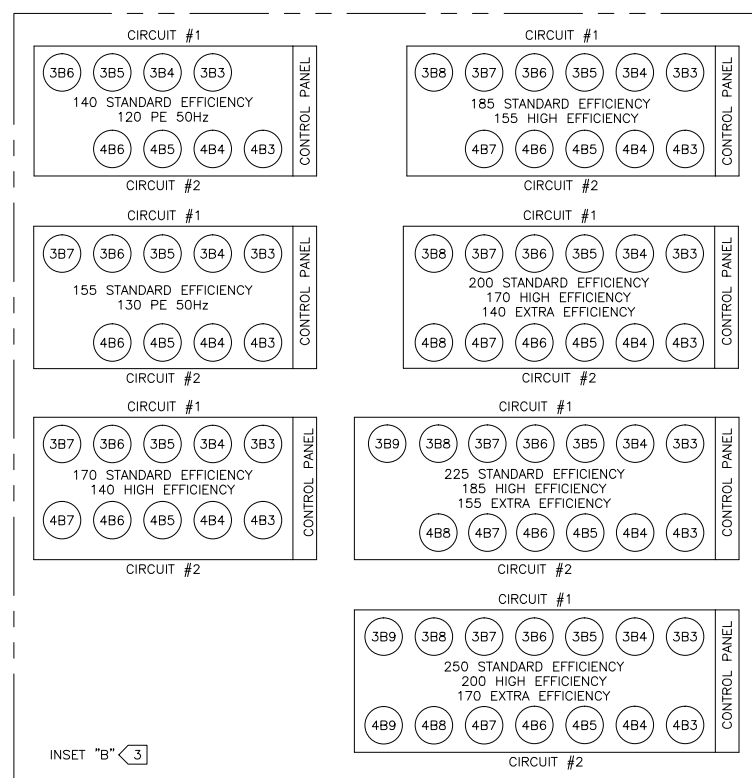 CIRCUIT #1
3B6 3B5 3B4 3B3
140 STANDARD EFFICIENCY
120 PE 50Hz
4B6 4B5 4B4 4B3
CONTROL PANEL
CIRCUIT #2
CIRCUIT #1
3B7 3B6 3B5 3B4 3B3
155 STANDARD EFFICIENCY
130 PE 50Hz
4B6 4B5 4B4 4B3
CONTROL PANEL
CIRCUIT #2
CIRCUIT #1
3B7 3B6 3B5 3B4 3B3
170 STANDARD EFFICIENCY
140 HIGH EFFICIENCY
4B7 4B6 4B5 4B4 4B3
CONTROL PANEL
CIRCUIT #2
CIRCUIT #1
3B8 3B7 3B6 3B5 3B4 3B3
185 STANDARD EFFICIENCY
155 HIGH EFFICIENCY
4B7 4B6 4B5 4B4 4B3
CONTROL PANEL
CIRCUIT #2
CIRCUIT #1
3B8 3B7 3B6 3B5 3B4 3B3
200 STANDARD EFFICIENCY
170 HIGH EFFICIENCY
140 EXTRA EFFICIENCY
4B8 4B7 4B6 4B5 4B4 4B3
CONTROL PANEL
CIRCUIT #2
CIRCUIT #1
3B9 3B8 3B7 3B6 3B5 3B4 3B3
225 STANDARD EFFICIENCY
185 HIGH EFFICIENCY
155 EXTRA EFFICIENCY
4B8 4B7 4B6 4B5 4B4 4B3
CONTROL PANEL
CIRCUIT #2
CIRCUIT #1
3B9 3B8 3B7 3B6 3B5 3B4 3B3
250 STANDARD EFFICIENCY
200 HIGH EFFICIENCY
170 EXTRA EFFICIENCY
4B9 4B8 4B7 4B6 4B5 4B4 4B3
CONTROL PANEL
CIRCUIT #2
INSET "B" 3